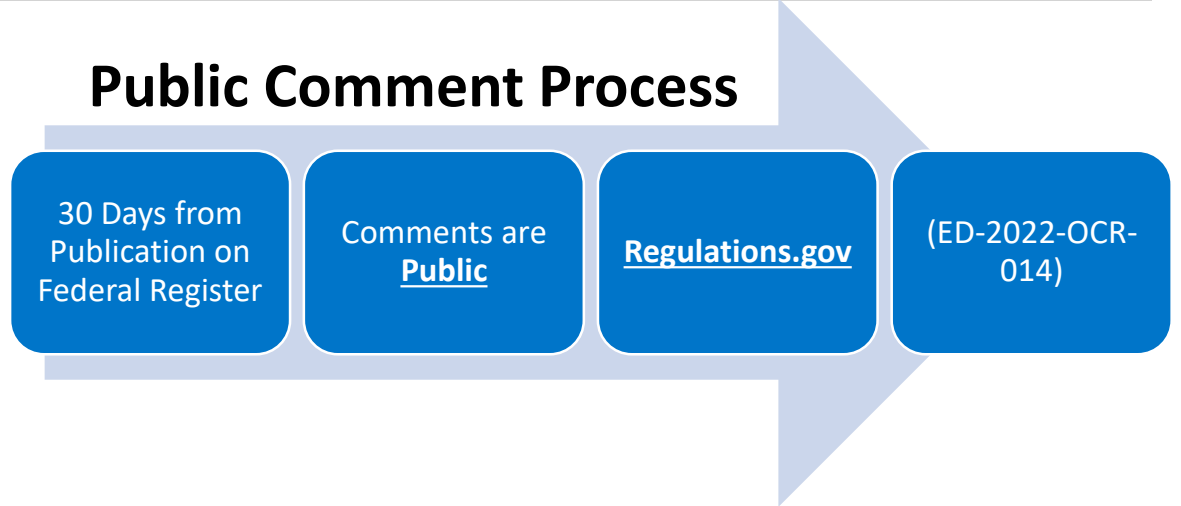 Public Comment Process
30 Days from
Publication on
Federal Register
Comments are
Public
Regulations.gov
(ED-2022-OCR-
014)